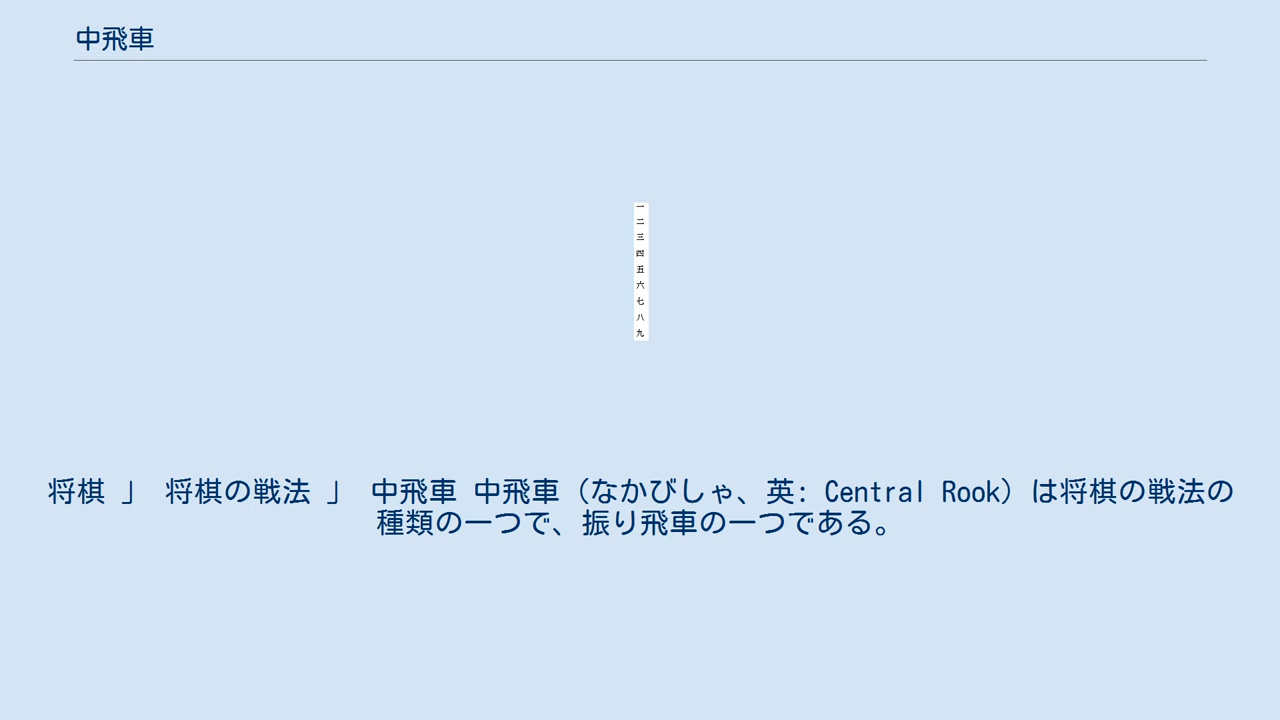 中飛車
一
二
三
四
五
六
七
八
九
将棋 」 将棋の戦法 」 中飛車 中飛車（なかびしゃ、英: Central Rook）は将棋の戦法の
種類の一つで、振り飛車の一つである。